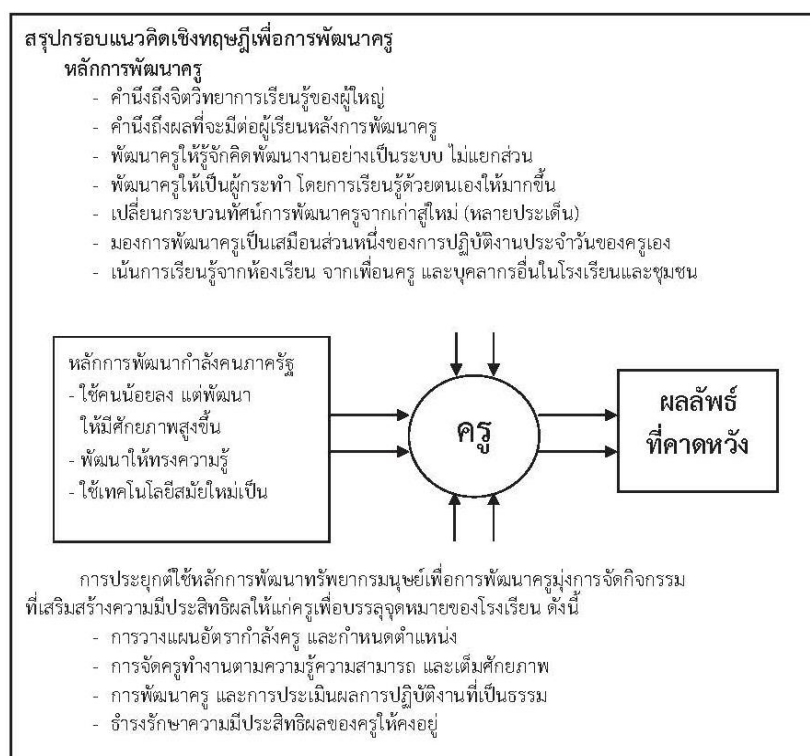 สรุปกรอบแนวคิดเชิงทฤษฎีเพื่อการพัฒนาครู
หลักการพัฒนาครู
- คำนึงถึงจิตวิทยาการเรียนรู้ของผู้ใหญ่
- คำนึงถึงผลที่จะมีต่อผู้เรียนหลังการพัฒนาครู
- พัฒนาครูให้รู้จักคิดพัฒนางานอย่างเป็นระบบ ไม่แยกส่วน
- พัฒนาครูให้เป็นผู้กระทำ โดยการเรียนรู้ด้วยตนเองให้มากขึ้น
- เปลี่ยนกระบวนทัศน์การพัฒนาครูจากเก่าสู่ใหม่ (หลายประเด็น)
- มองการพัฒนาครูเป็นเสมือนส่วนหนึ่งของการปฏิบัติงานประจำวันของครูเอง
- เน้นการเรียนรู้จากห้องเรียน จากเพื่อนครู และบุคลากรอื่นในโรงเรียนและชุมชน
หลักการพัฒนากำลังคนภาครัฐ
- ใช้คนน้อยลง แต่พัฒนา
ให้มีศักยภาพสูงขึ้น
- พัฒนาให้ทรงความรู้
- ใช้เทคโนโลยีสมัยใหม่เป็น
ครู
ผลลัพธ์
ที่คาดหวัง
การประยุกต์ใช้หลักการพัฒนาทรัพยากรมนุษย์เพื่อการพัฒนาครูมุ่งการจัดกิจกรรม
ที่เสริมสร้างความมีประสิทธิผลให้แก่ครูเพื่อบรรลุจุดหมายของโรงเรียน ดังนี้
- การวางแผนอัตรากำลังครู และกำหนดตำแหน่ง
- การจัดครูทำงานตามความรู้ความสามารถ และเต็มศักยภาพ
- การพัฒนาครู และการประเมินผลการปฏิบัติงานที่เป็นธรรม
- ธำรงรักษาความมีประสิทธิผลของครูให้คงอยู่